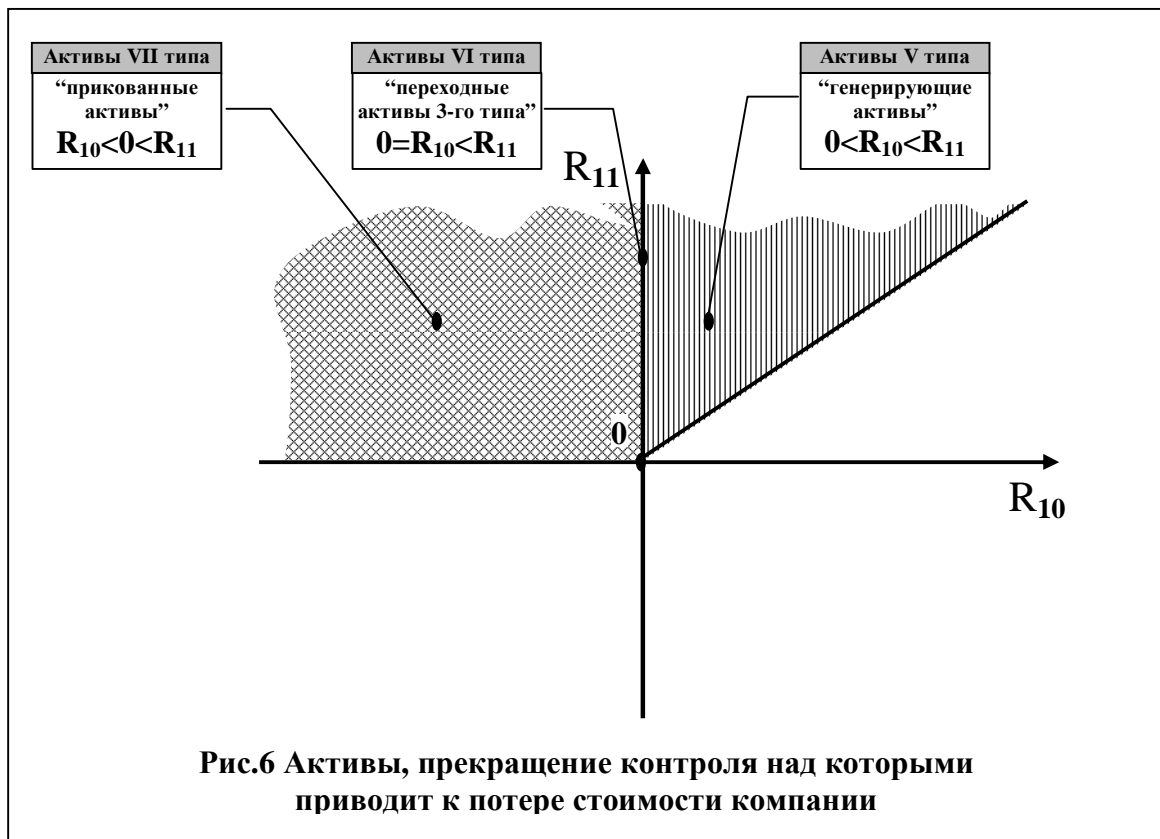 Активы VII типа
“прикованные
активы”
R₁₀<0<R₁₁
Активы VI типа
“переходные
активы 3-го типа”
0=R₁₀<R₁₁
Активы V типа
“генерирующие
активы”
0<R₁₀<R₁₁
R₁₁
0
R₁₀
Рис.6 Активы, прекращение контроля над которыми
приводит к потере стоимости компании